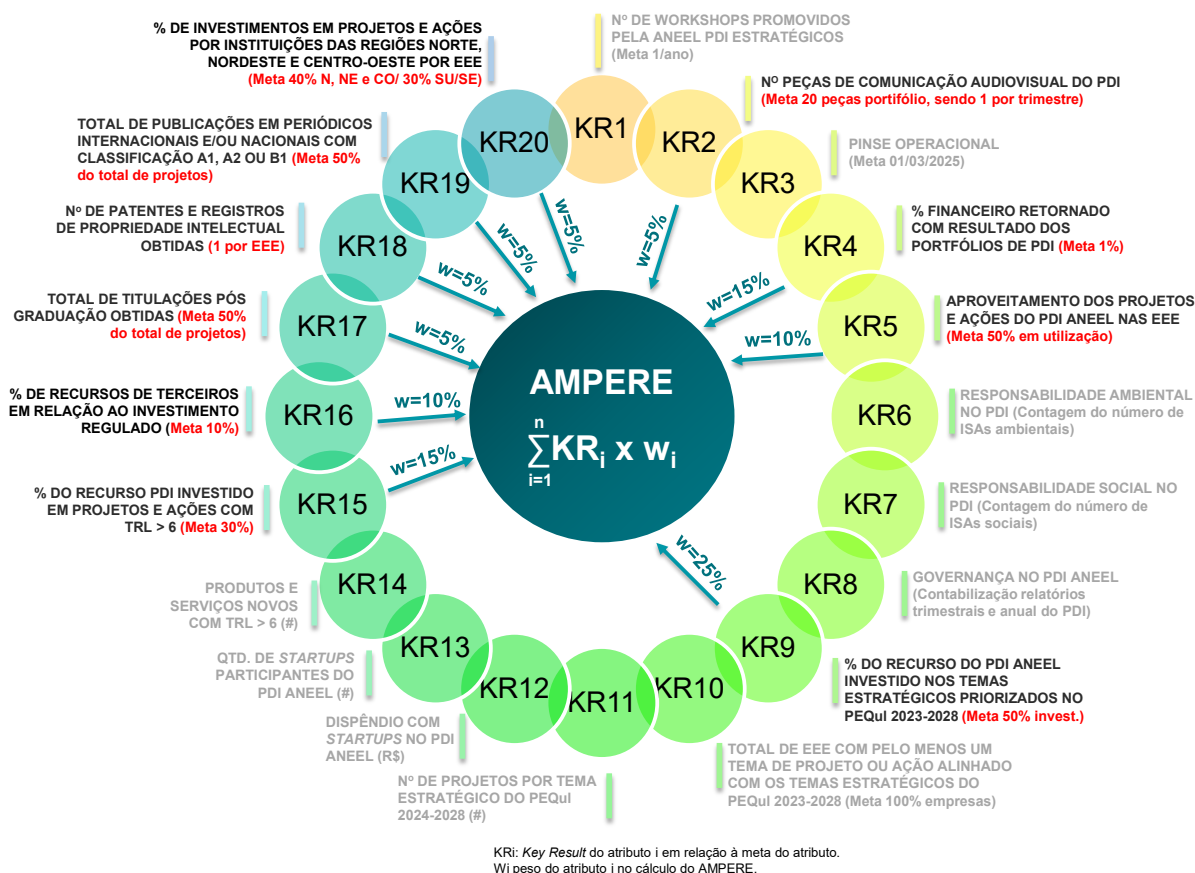 % DE INVESTIMENTOS EM PROJETOS E AÇÕES
POR INSTITUIÇÕES DAS REGIÕES NORTE,
NORDESTE E CENTRO-OESTE POR EEE
(Meta 40% N, NE e CO/ 30% SU/SE)
Nº DE WORKSHOPS PROMOVIDOS
PELA ANEEL PDI ESTRATÉGICOS
(Meta 1/ano)
Nº PEÇAS DE COMUNICAÇÃO AUDIOVISUAL DO PDI
(Meta 20 peças portifólio, sendo 1 por trimestre)
TOTAL DE PUBLICAÇÕES EM PERIÓDICOS
INTERNACIONAIS E/OU NACIONAIS COM
CLASSIFICAÇÃO A1, A2 OU B1 (Meta 50%
do total de projetos)
PINSE OPERACIONAL
(Meta 01/03/2025)
Nº DE PATENTES E REGISTROS
DE PROPRIEDADE INTELECTUAL
OBTIDAS (1 por EEE)
% FINANCEIRO RETORNADO
COM RESULTADO DOS
PORTFÓLIOS DE PDI (Meta 1%)
TOTAL DE TITULAÇÕES PÓS
GRADUAÇÃO OBTIDAS (Meta 50%
do total de projetos)
APROVEITAMENTO DOS PROJETOS
E AÇÕES DO PDI ANEEL NAS EEE
(Meta 50% em utilização)
% DE RECURSOS DE TERCEIROS
EM RELAÇÃO AO INVESTIMENTO
REGULADO (Meta 10%)
RESPONSABILIDADE AMBIENTAL
NO PDI (Contagem do número de
ISAs ambientais)
% DO RECURSO PDI INVESTIDO
EM PROJETOS E AÇÕES COM
TRL > 6 (Meta 30%)
RESPONSABILIDADE SOCIAL NO
PDI (Contagem do número de
ISAs sociais)
PRODUTOS E
SERVIÇOS NOVOS
COM TRL > 6 (#)
GOVERNANÇA NO PDI ANEEL
(Contabilização relatórios
trimestrais e anual do PDI)
QTD. DE STARTUPS
PARTICIPANTES DO
PDI ANEEL (#)
% DO RECURSO DO PDI ANEEL
INVESTIDO NOS TEMAS
ESTRATÉGICOS PRIORIZADOS NO
PEQuI 2023-2028 (Meta 50% invest.)
DISPÊNDIO COM
STARTUPS NO PDI
ANEEL (R$)
Nº DE PROJETOS POR TEMA
ESTRATÉGICO DO PEQuI
2024-2028 (#)
TOTAL DE EEE COM PELO MENOS UM
TEMA DE PROJETO OU AÇÃO ALINHADO
COM OS TEMAS ESTRATÉGICOS DO
PEQuI 2023-2028 (Meta 100% empresas)
KR1
KR2
KR3
KR4
KR5
KR6
KR7
KR8
KR9
KR10
KR11
KR12
KR13
KR14
KR15
KR16
KR17
KR18
KR19
KR20
w=5%
w=15%
w=10%
w=25%
w=15%
w=10%
w=5%
w=5%
w=5%
w=5%
AMPERE
n
∑KRi x wi
i=1
KRi: Key Result do atributo i em relação à meta do atributo.
Wi peso do atributo i no cálculo do AMPERE.